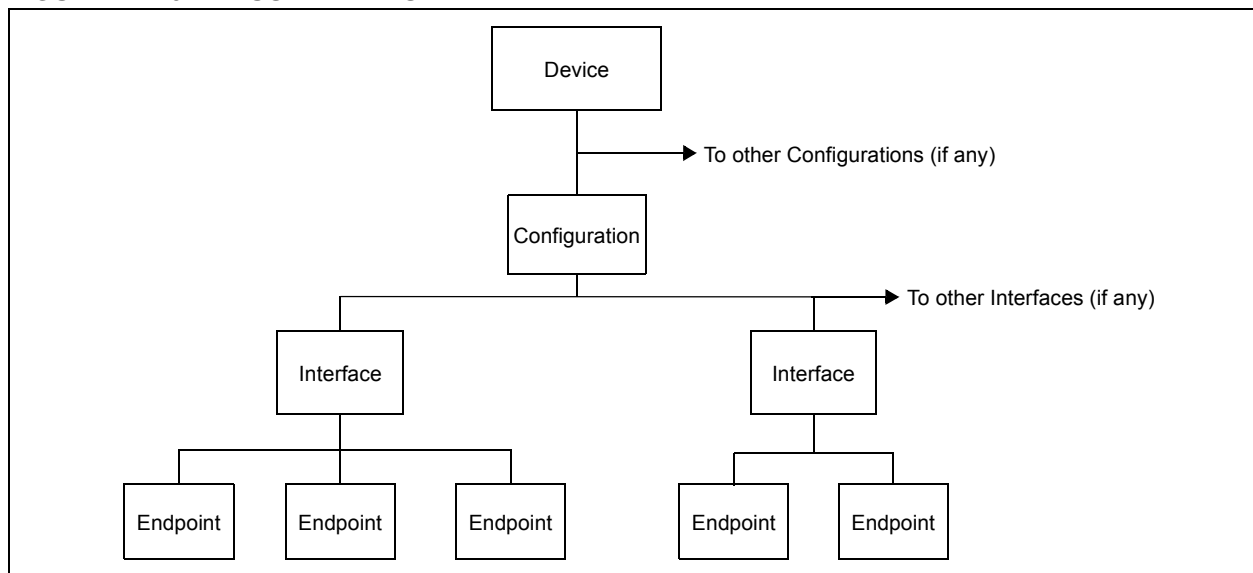 Device
To other Configurations (if any)
Configuration
To other Interfaces (if any)
Interface
Interface
Endpoint
Endpoint
Endpoint
Endpoint
Endpoint